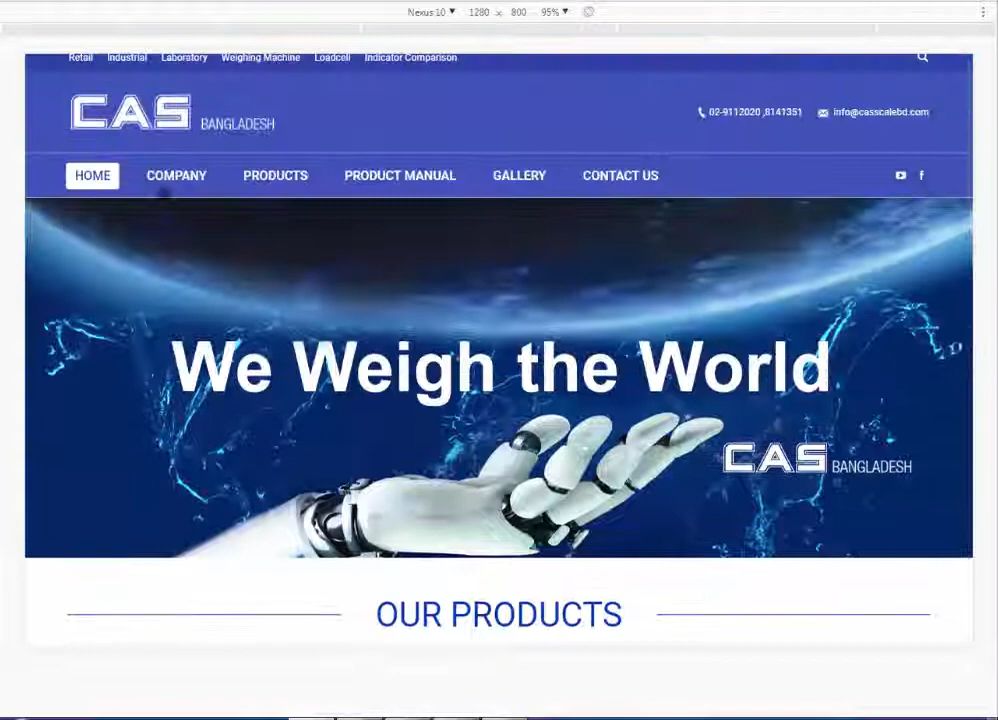 Nexus 10 ▼ 1280 × 800 95% ▼
Retail Industrial Laboratory Weighing Machine Loadcell Indicator Comparison
CAS BANGLADESH
02-9112020 ,8141351 info@casscalebd.com
HOME COMPANY PRODUCTS PRODUCT MANUAL GALLERY CONTACT US
We Weigh the World
CAS BANGLADESH
OUR PRODUCTS